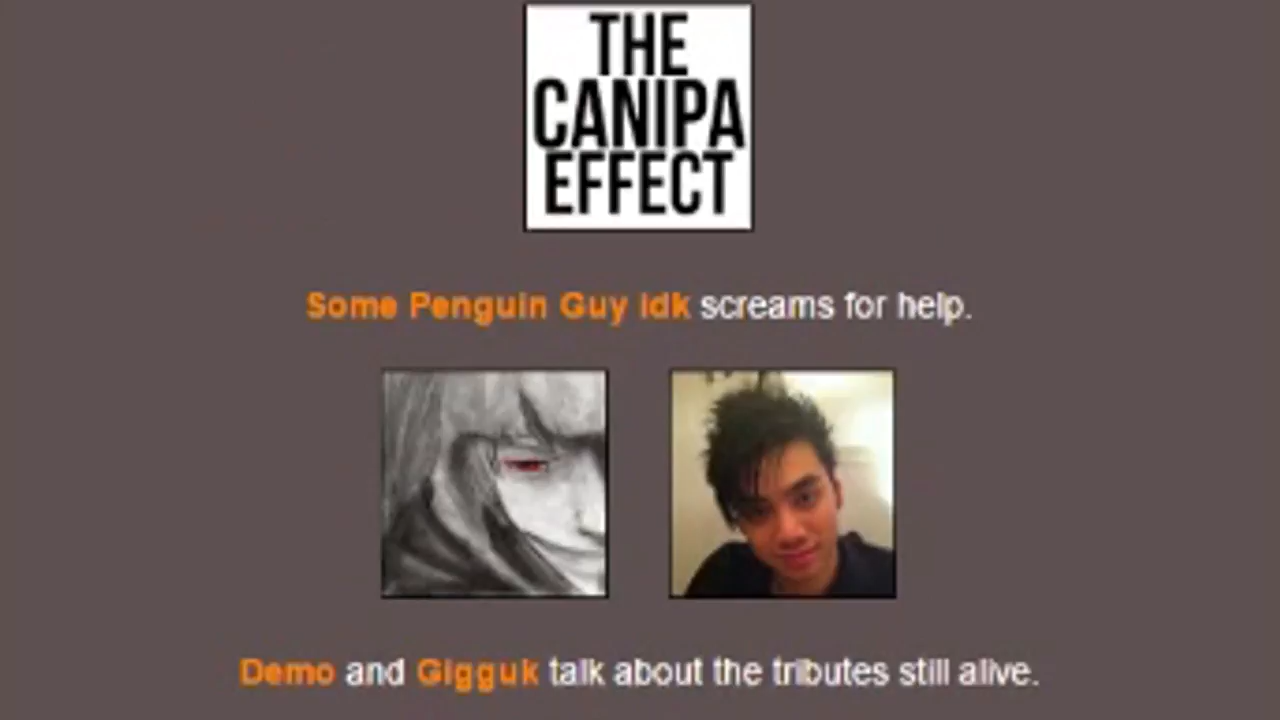 THE
CANIPA
EFFECT
Some Penguin Guy idk screams for help.
Demo and Gigguk talk about the tributes still alive.